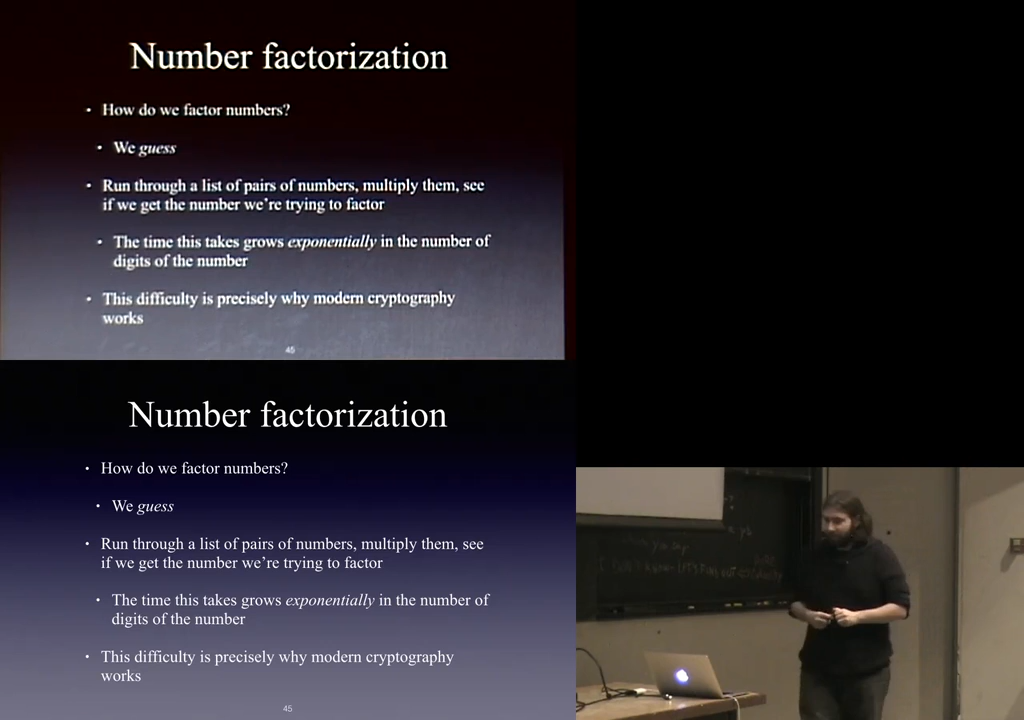 Number factorization
• How do we factor numbers?
• We guess
• Run through a list of pairs of numbers, multiply them, see
if we get the number we're trying to factor
• The time this takes grows exponentially in the number of
digits of the number
• This difficulty is precisely why modern cryptography
works
45
Number factorization
• How do we factor numbers?
• We guess
• Run through a list of pairs of numbers, multiply them, see
if we get the number we're trying to factor
• The time this takes grows exponentially in the number of
digits of the number
• This difficulty is precisely why modern cryptography
works
45